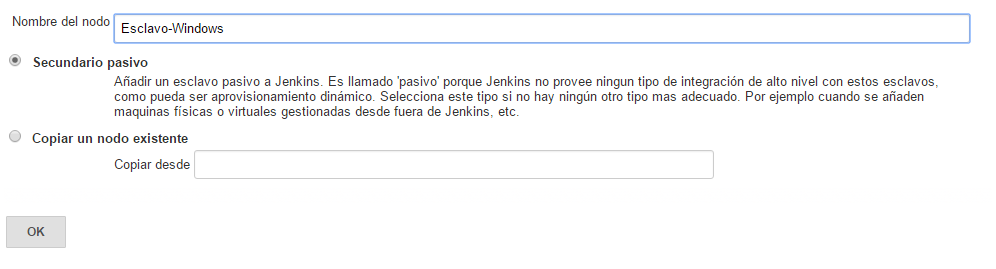 Nombre del nodo Esclavo-Windows
Secundario pasivo
Añadir un esclavo pasivo a Jenkins. Es llamado 'pasivo' porque Jenkins no provee ningun tipo de integración de alto nivel con estos esclavos,
como pueda ser aprovisionamiento dinámico. Selecciona este tipo si no hay ningún otro tipo mas adecuado. Por ejemplo cuando se añaden
maquinas físicas o virtuales gestionadas desde fuera de Jenkins, etc.
Copiar un nodo existente
Copiar desde
OK